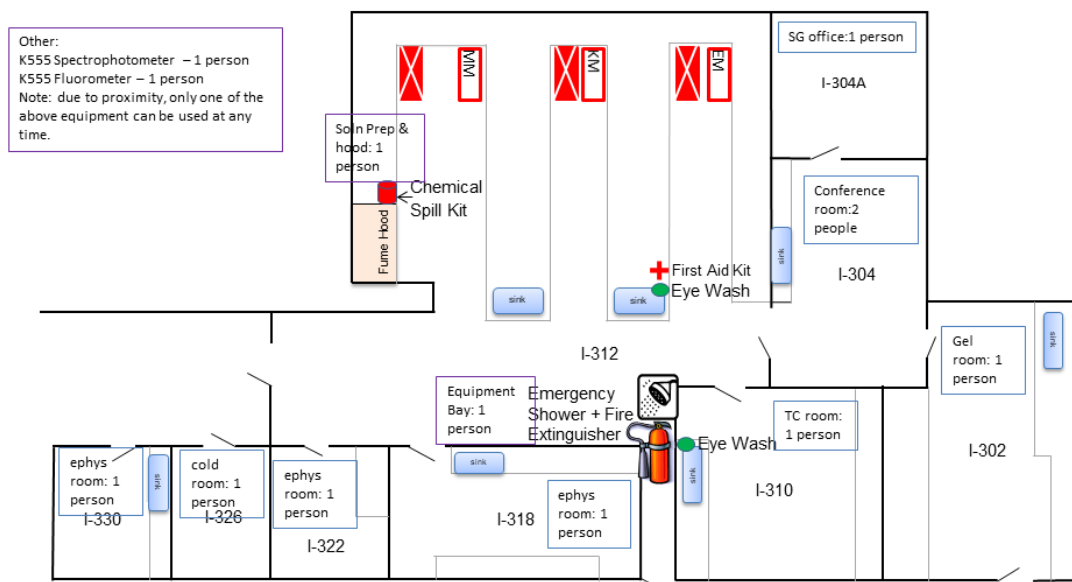 Other:
K555 Spectrophotometer – 1 person
K555 Fluorometer – 1 person
Note: due to proximity, only one of the
above equipment can be used at any
time.
MM
KM
EM
SG office:1 person
I-304A
Soln Prep &
hood: 1
person
Chemical
Spill Kit
Fume Hood
Conference
room:2
people
sink
I-304
First Aid Kit
Eye Wash
sink
sink
I-312
Gel
room: 1
person
sink
Equipment
Bay: 1
person
Emergency
Shower + Fire
Extinguisher
TC room:
1 person
Eye Wash
sink
I-310
I-302
ephys
room: 1
person
I-330
sink
cold
room: 1
person
I-326
ephys
room: 1
person
I-322
sink
I-318
ephys
room: 1
person